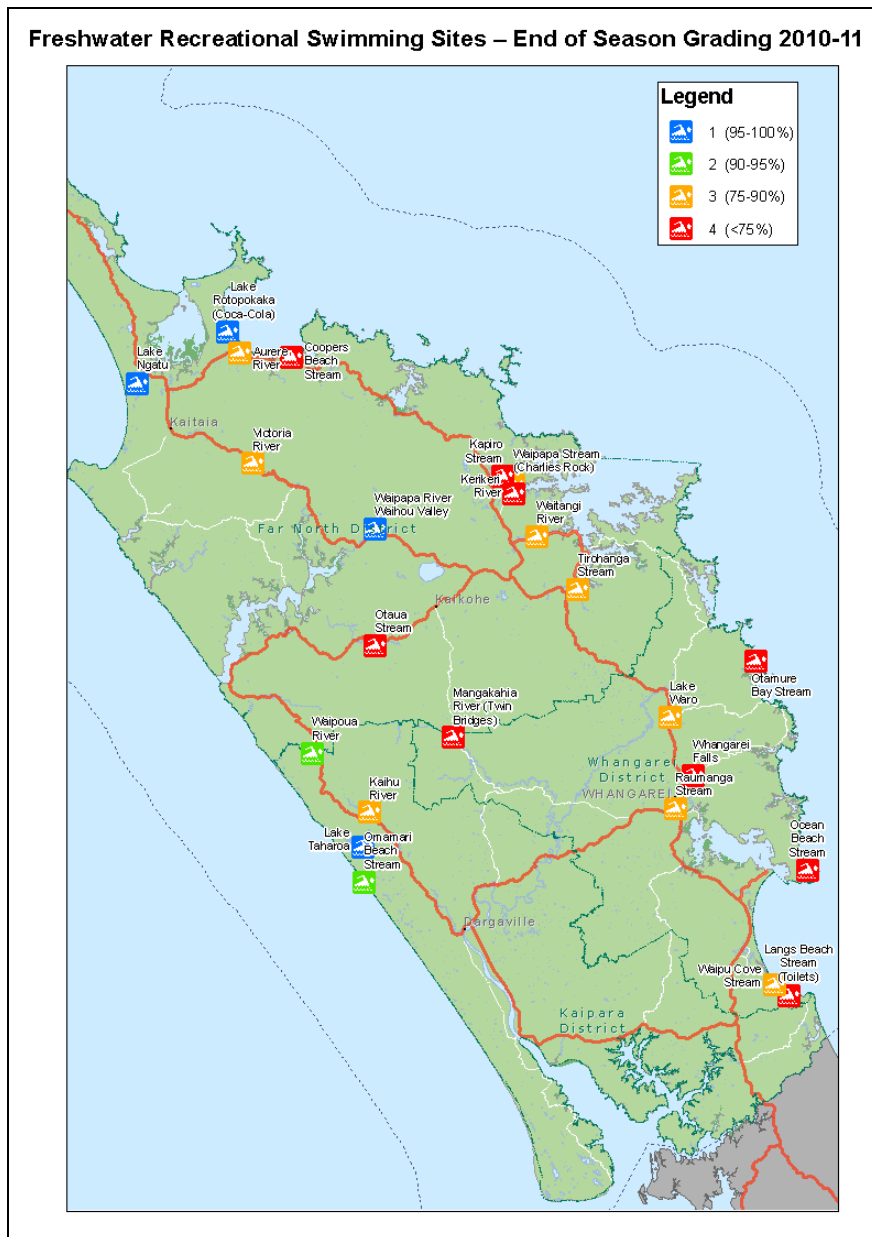 Freshwater Recreational Swimming Sites – End of Season Grading 2010-11
Legend
1 (95-100%)
2 (90-95%)
3 (75-90%)
4 (<75%)
Lake
Rotopokaka
(Coca-Cola)
Lake
Ngatu
Aurere
River
Coopers
Beach
Stream
Kaitaia
Victoria
River
Kapiro
Stream
Waipapa Stream
(Charlies Rock)
Kerikeri
River
Waipapa River
Waihou Valley
Waitangi
River
Far North District
Tirohanga
Stream
Kaikohe
Otaua
Stream
Otamure
Bay Stream
Mangakahia
River (Twin
Bridges)
Lake
Waro
Waipoua
River
Whangarei
Falls
Whangarei
District
Raumanga
Stream
WHANGAREI
Kaihu
River
Lake
Taharoa
Omamari
Beach
Stream
Ocean
Beach
Stream
Dargaville
Langs Beach
Stream
(Toilets)
Waipu Cove
Stream
Kaipara
District